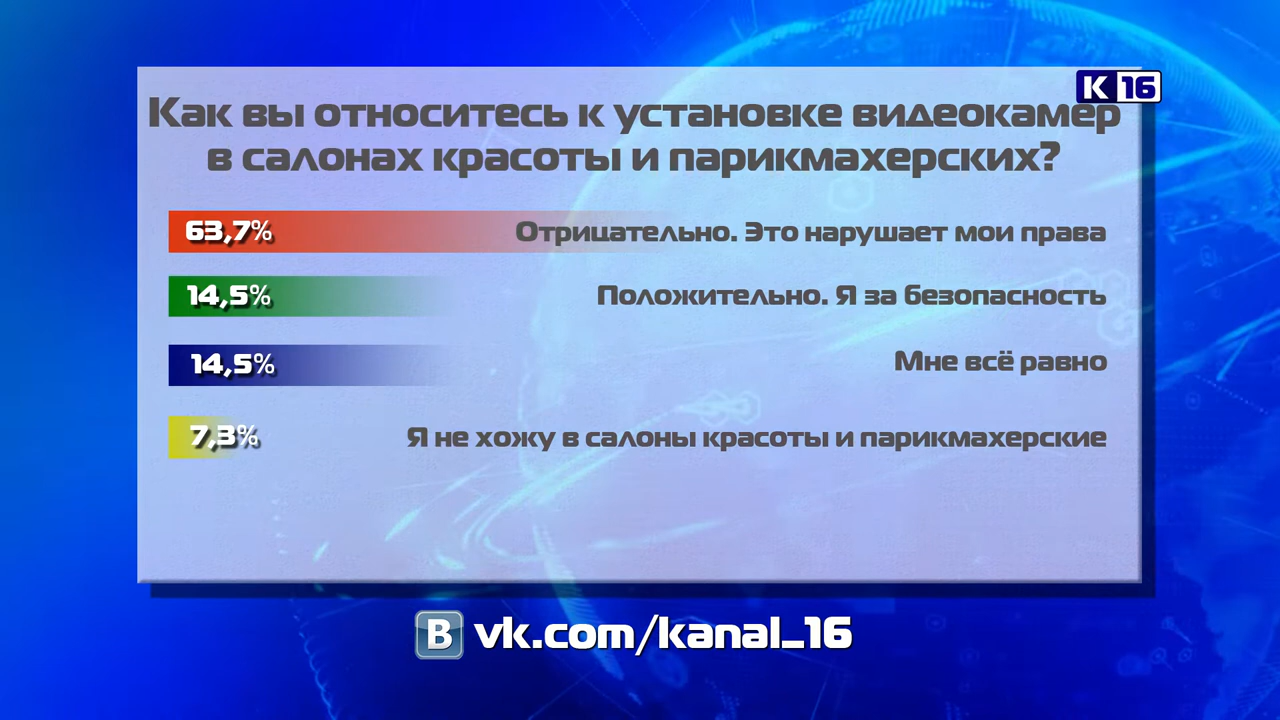 К 16
Как вы относитесь к установке видеокамер
в салонах красоты и парикмахерских?
63,7% Отрицательно. Это нарушает мои права
14,5% Положительно. Я за безопасность
14,5% Мне всё равно
7,3% Я не хожу в салоны красоты и парикмахерские
В vk.com/kanal_16